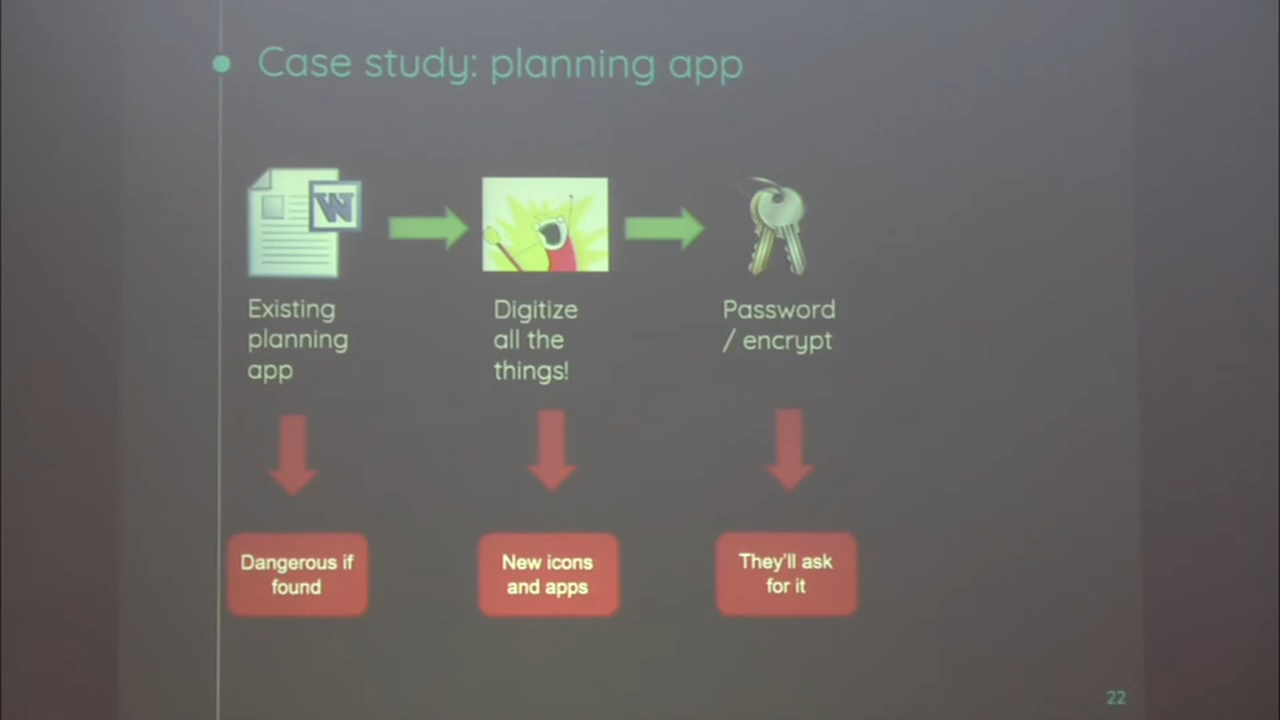 Case study: planning app
W
Existing
planning
app
Digitize
all the
things!
Password
/ encrypt
Dangerous if
found
New icons
and apps
They'll ask
for it
22